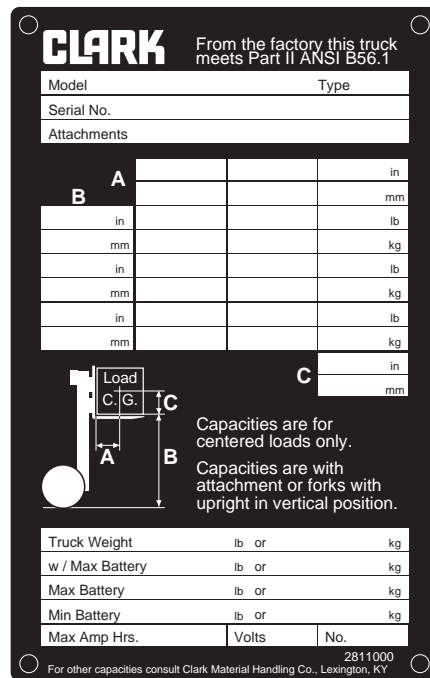 CLARK
From the factory this truck
meets Part II ANSI B56.1
Model Type
Serial No.
Attachments
A in
B mm
in lb
mm kg
in lb
mm kg
in lb
mm kg
C in
mm
Load
C. G. C
A B
Capacities are for
centered loads only.
Capacities are with
attachment or forks with
upright in vertical position.
Truck Weight lb or kg
w / Max Battery lb or kg
Max Battery lb or kg
Min Battery lb or kg
Max Amp Hrs. Volts No.
2811000
For other capacities consult Clark Material Handling Co., Lexington, KY